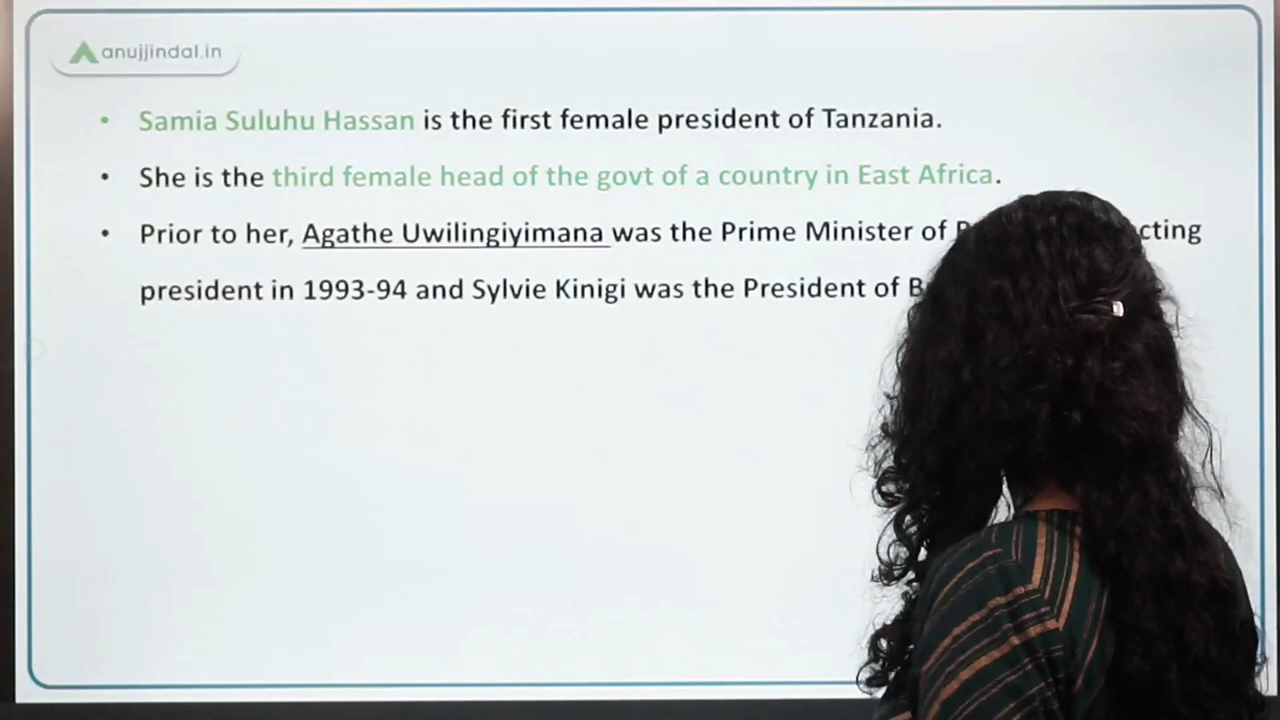 anujjindal.in
• Samia Suluhu Hassan is the first female president of Tanzania.
• She is the third female head of the govt of a country in East Africa.
• Prior to her, Agathe Uwilingiyimana was the Prime Minister of
president in 1993-94 and Sylvie Kinigi was the President of